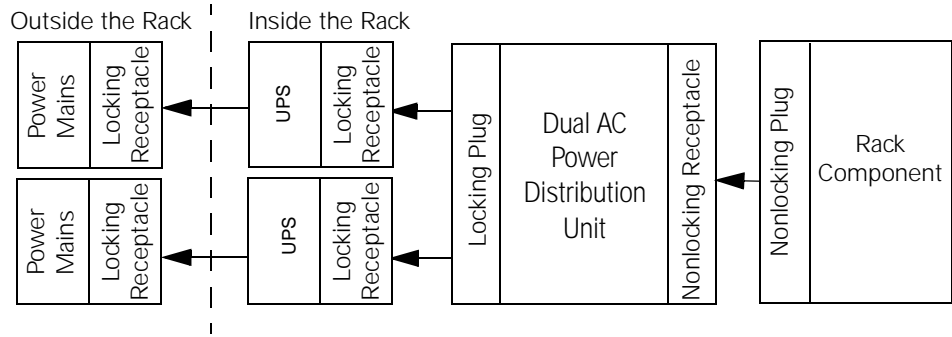 Outside the Rack
Inside the Rack
Power
Mains
Locking
Receptacle
UPS
Locking
Receptacle
Power
Mains
Locking
Receptacle
UPS
Locking
Receptacle
Locking Plug
Dual AC
Power
Distribution
Unit
Nonlocking Receptacle
Nonlocking Plug
Rack
Component